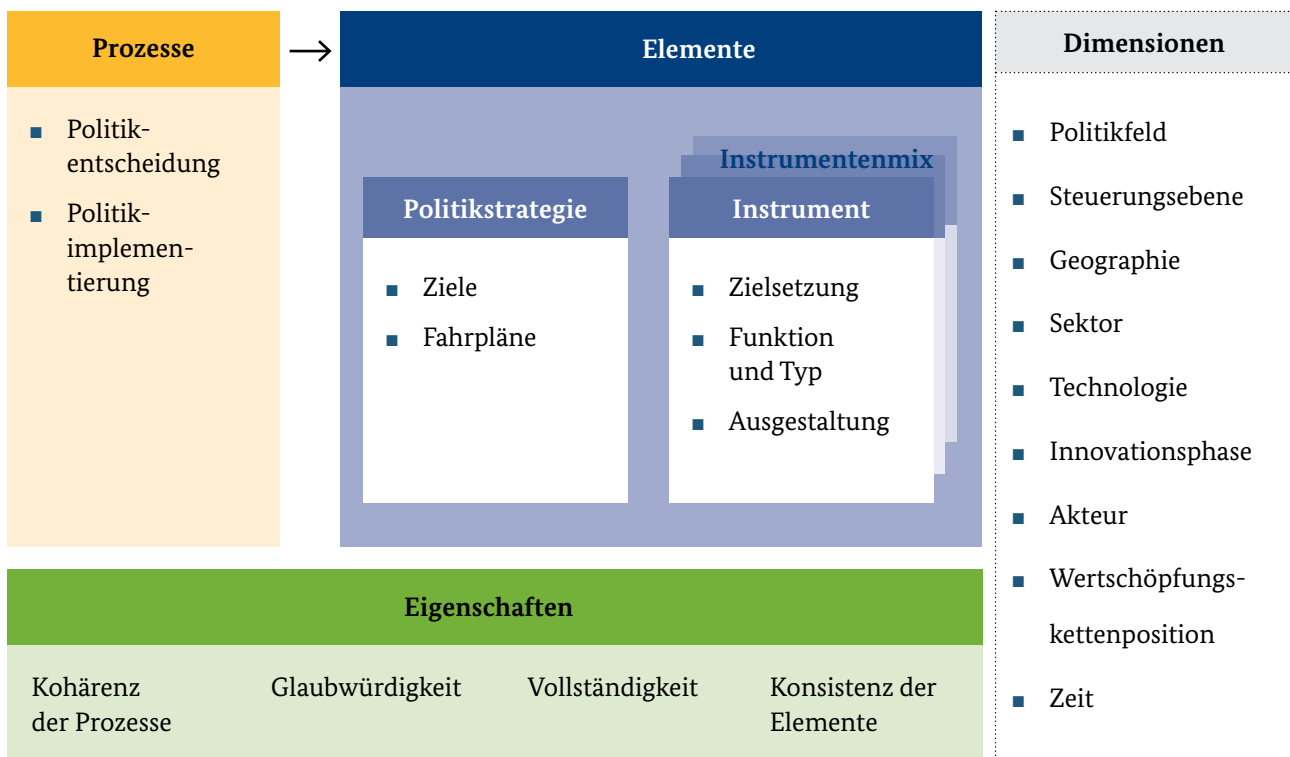 Prozesse
Politik-
entscheidung
Politik-
implemen-
tierung
Elemente
Politikstrategie
Ziele
Fahrpläne
Instrumentenmix
Instrument
Zielsetzung
Funktion
und Typ
Ausgestaltung
Eigenschaften
Kohärenz
der Prozesse
Glaubwürdigkeit
Vollständigkeit
Konsistenz der
Elemente
Dimensionen
Politikfeld
Steuerungsebene
Geographie
Sektor
Technologie
Innovationsphase
Akteur
Wertschöpfungs-
kettenposition
Zeit